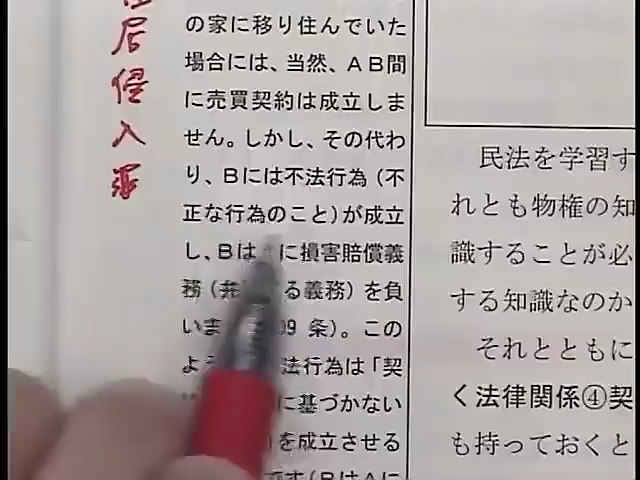 居侵入罪
の家に移り住んでいた
場合には、当然、ＡＢ間
に売買契約は成立しま
せん。しかし、その代わ
り、Ｂには不法行為（不
正な行為のこと）が成立
し、Ｂは に損害賠償義
務（ る義務）を負
いま 09 条）。この
よ 法行為は「契
に基づかない
を成立させる
です（ＢはＡに
民法を学習す
れとも物権の知
識することが必
する知識なのか
それとともに
く法律関係④契
も持っておくと